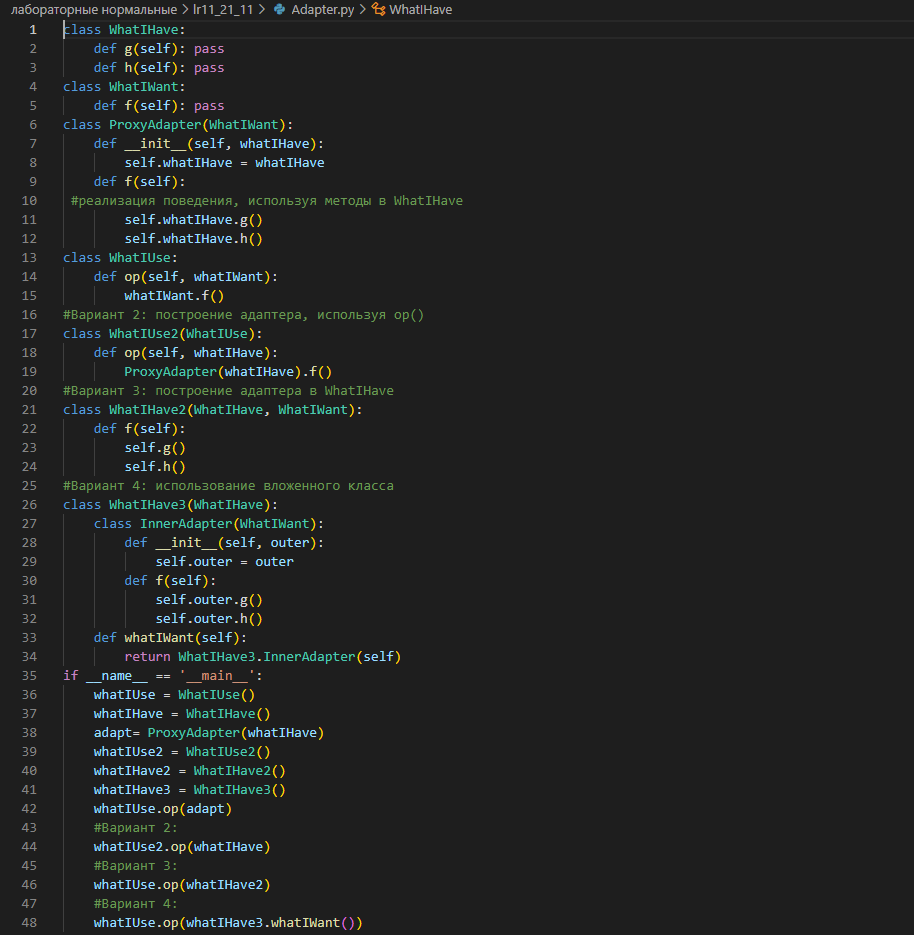 лабораторные нормальные > lr11_21_11 > Adapter.py > WhatIHave
1 class WhatIHave:
2     def g(self): pass
3     def h(self): pass
4 class WhatIWant:
5     def f(self): pass
6 class ProxyAdapter(WhatIWant):
7     def __init__(self, whatIHave):
8         self.whatIHave = whatIHave
9     def f(self):
10  #реализация поведения, используя методы в WhatIHave
11         self.whatIHave.g()
12         self.whatIHave.h()
13 class WhatIUse:
14     def op(self, whatIWant):
15         whatIWant.f()
16 #Вариант 2: построение адаптера, используя op()
17 class WhatIUse2(WhatIUse):
18     def op(self, whatIHave):
19         ProxyAdapter(whatIHave).f()
20 #Вариант 3: построение адаптера в WhatIHave
21 class WhatIHave2(WhatIHave, WhatIWant):
22     def f(self):
23         self.g()
24         self.h()
25 #Вариант 4: использование вложенного класса
26 class WhatIHave3(WhatIHave):
27     class InnerAdapter(WhatIWant):
28         def __init__(self, outer):
29             self.outer = outer
30         def f(self):
31             self.outer.g()
32             self.outer.h()
33     def whatIWant(self):
34         return WhatIHave3.InnerAdapter(self)
35 if __name__ == '__main__':
36     whatIUse = WhatIUse()
37     whatIHave = WhatIHave()
38     adapt= ProxyAdapter(whatIHave)
39     whatIUse2 = WhatIUse2()
40     whatIHave2 = WhatIHave2()
41     whatIHave3 = WhatIHave3()
42     whatIUse.op(adapt)
43     #Вариант 2:
44     whatIUse2.op(whatIHave)
45     #Вариант 3:
46     whatIUse.op(whatIHave2)
47     #Вариант 4:
48     whatIUse.op(whatIHave3.whatIWant())